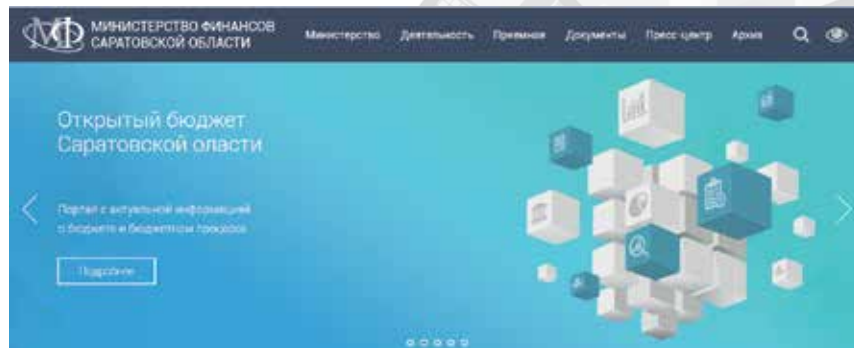 МИНИСТЕРСТВО ФИНАНСОВ
САРАТОВСКОЙ ОБЛАСТИ
Министерство Деятельность Приемная Документы Пресс-центр Архив
Открытый бюджет
Саратовской оласти
Портал с актуальной информацией
о бюджете и бюджетном процессе
Подробнее